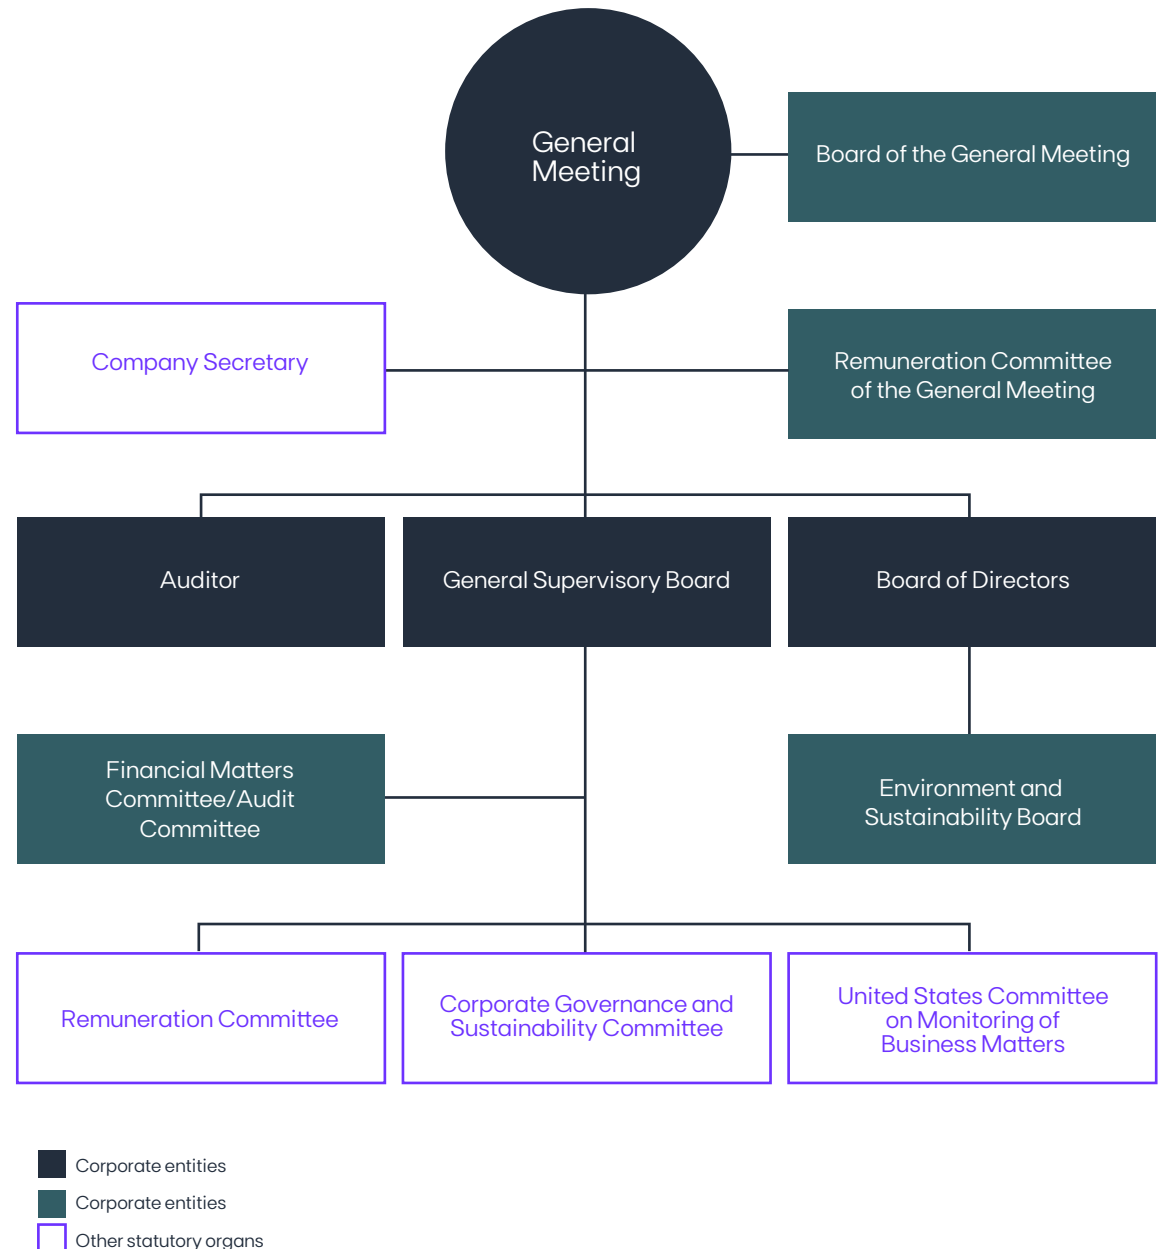 General
Meeting
Board of the General Meeting
Company Secretary
Remuneration Committee
of the General Meeting
Auditor
General Supervisory Board
Board of Directors
Financial Matters
Committee/Audit
Committee
Environment and
Sustainability Board
Remuneration Committee
Corporate Governance and
Sustainability Committee
United States Committee
on Monitoring of
Business Matters
Corporate entities
Corporate entities
Other statutory organs